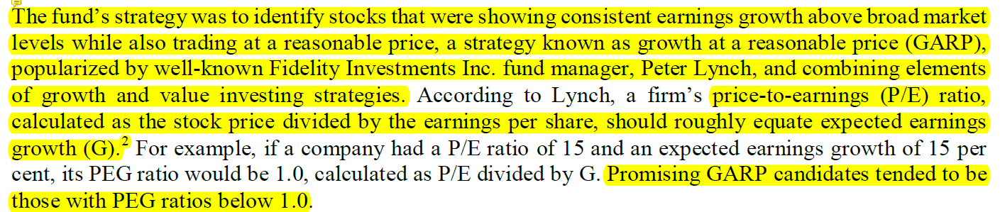 The fund's strategy was to identify stocks that were showing consistent earnings growth above broad market
levels while also trading at a reasonable price, a strategy known as growth at a reasonable price (GARP),
popularized by well-known Fidelity Investments Inc. fund manager, Peter Lynch, and combining elements
of growth and value investing strategies. According to Lynch, a firm's price-to-earnings (P/E) ratio,
calculated as the stock price divided by the earnings per share, should roughly equate expected earnings
growth (G).² For example, if a company had a P/E ratio of 15 and an expected earnings growth of 15 per
cent, its PEG ratio would be 1.0, calculated as P/E divided by G. Promising GARP candidates tended to be
those with PEG ratios below 1.0.